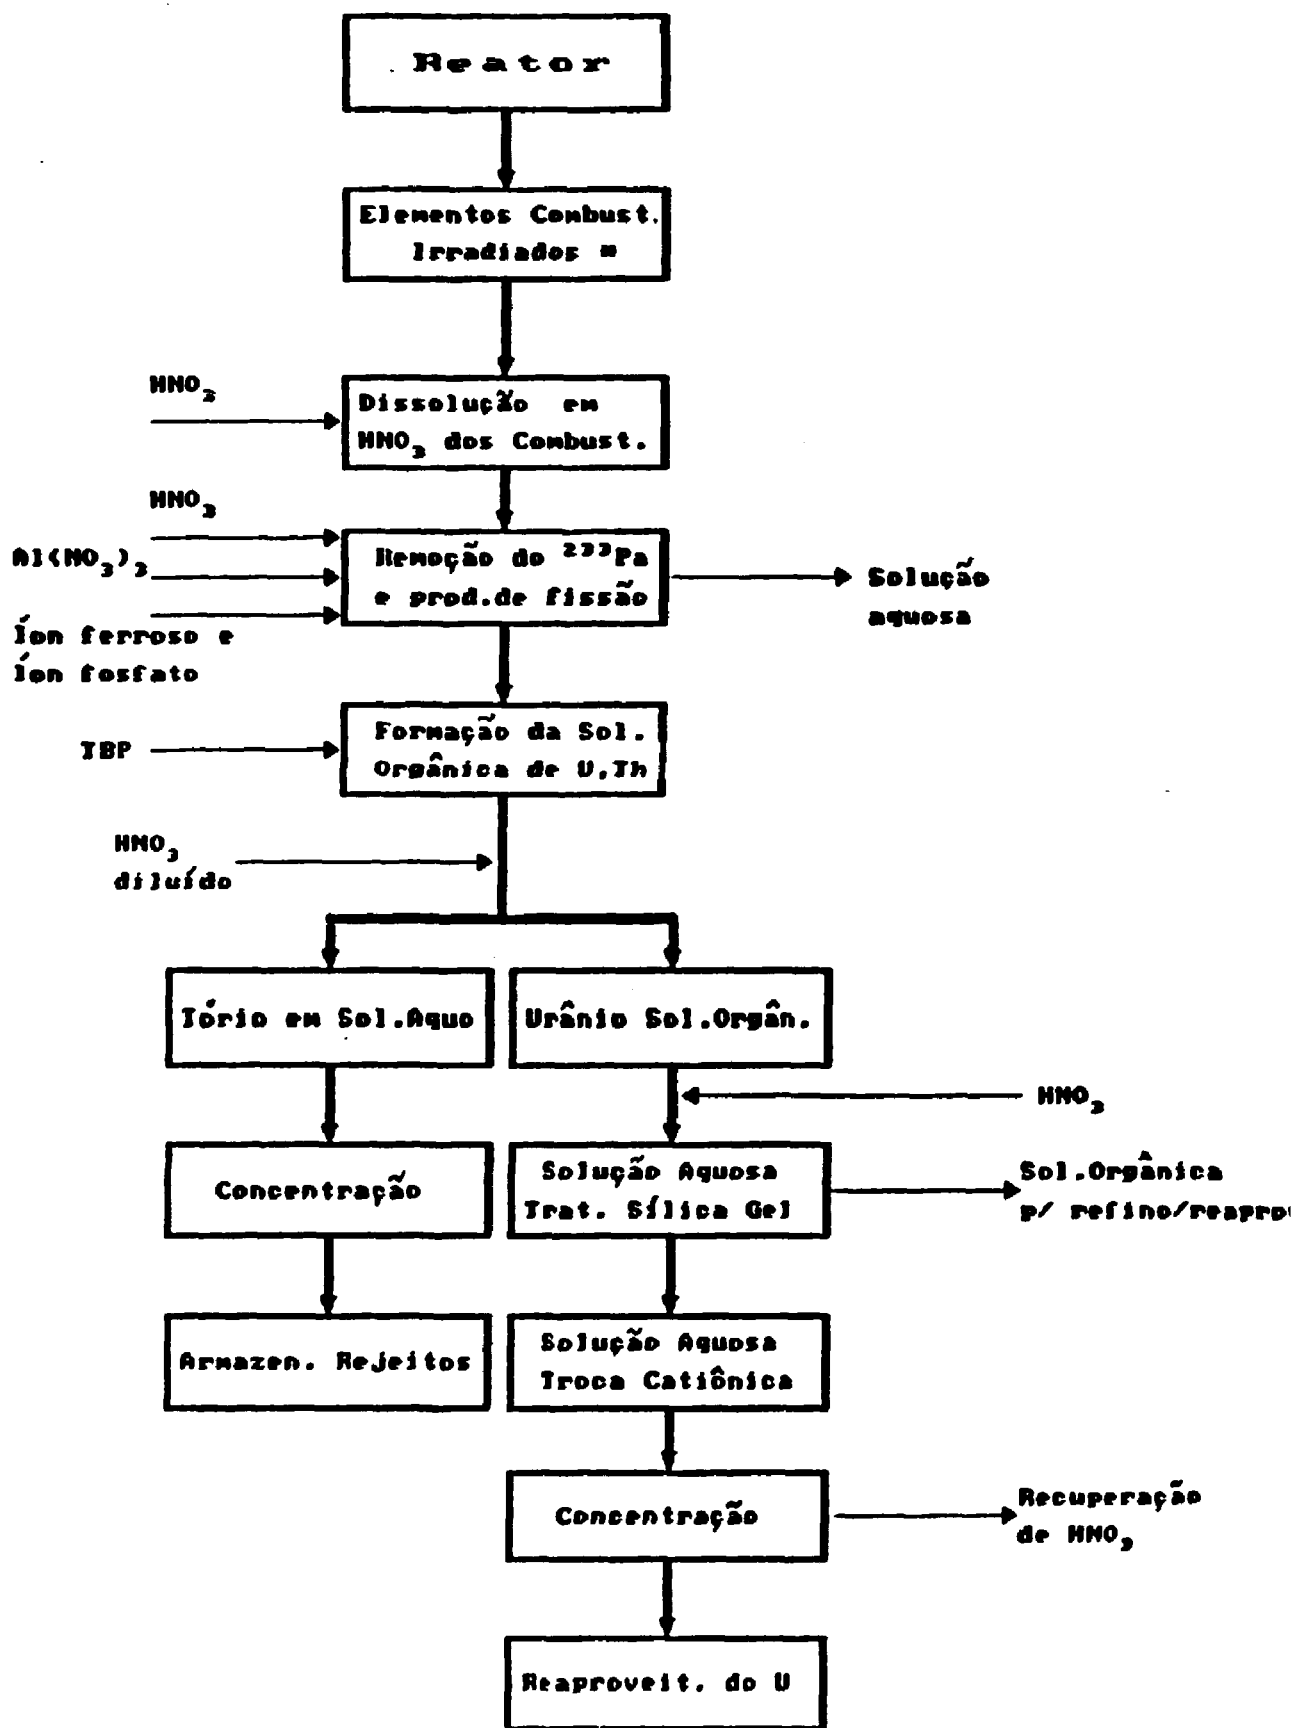 Reator
Elementos Combust.
Irradiados *
HNO₃
Dissolução em
HNO₃ dos Combust.
HNO₃
Al(NO₃)₃
Íon ferroso e
Íon fosfato
Remoção do ²³³Pa
e prod.de fissão
Solução
aquosa
TBP
Formação da Sol.
Orgânica de U,Th
HNO₃
diluído
Tório em Sol.Aquo
Urânio Sol.Orgân.
HNO₃
Concentração
Solução Aquosa
Trat. Sílica Gel
Sol.Orgânica
p/ refino/reapro
Armazen. Rejeitos
Solução Aquosa
Troca Catiônica
Concentração
Recuperação
de HNO₃
Reaproveit. do U